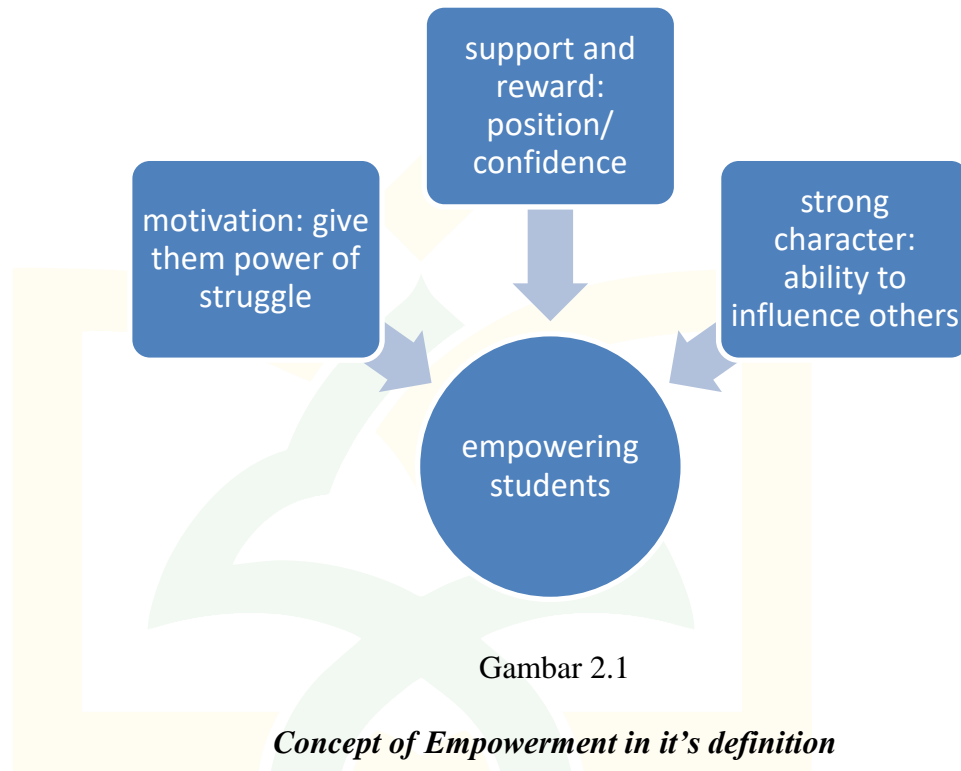 support and
reward:
position/
confidence
motivation: give
them power of
struggle
strong
character:
ability to
influence others
empowering
students
Gambar 2.1
Concept of Empowerment in it’s definition